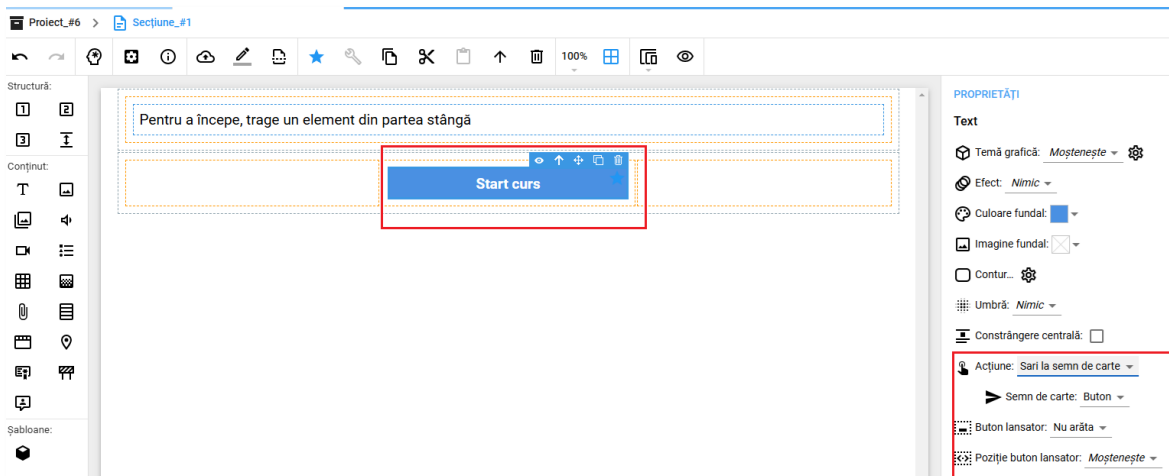 Proiect_#6 > Secțiune_#1
100%
Structură:
Conținut:
Șabloane:
Pentru a începe, trage un element din partea stângă
Start curs
PROPRIETĂȚI
Text
Temă grafică: Moștenește
Efect: Nimic
Culoare fundal:
Imagine fundal:
Contur...
Umbră: Nimic
Constrângere centrală:
Acțiune: Sari la semn de carte
Semn de carte: Buton
Buton lansator: Nu arăta
Poziție buton lansator: Moștenește